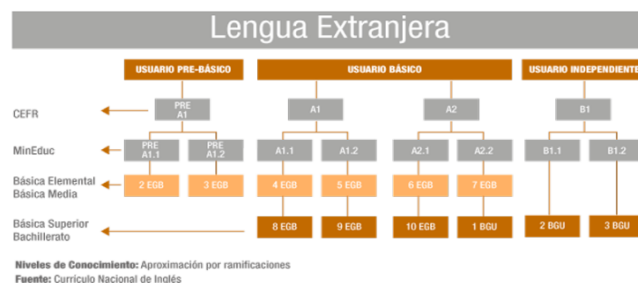 Lengua Extranjera
USUARIO PRE-BÁSICO USUARIO BÁSICO USUARIO INDEPENDIENTE
CEFR PRE A1 A1 A2 B1
MinEduc PRE A1.1 PRE A1.2 A1.1 A1.2 A2.1 A2.2 B1.1 B1.2
Básica Elemental
Básica Media
2 EGB 3 EGB 4 EGB 5 EGB 6 EGB 7 EGB
Básica Superior
Bachillerato
8 EGB 9 EGB 10 EGB 1 BGU 2 BGU 3 BGU
Niveles de Conocimiento: Aproximación por ramificaciones
Fuente: Currículo Nacional de Inglés